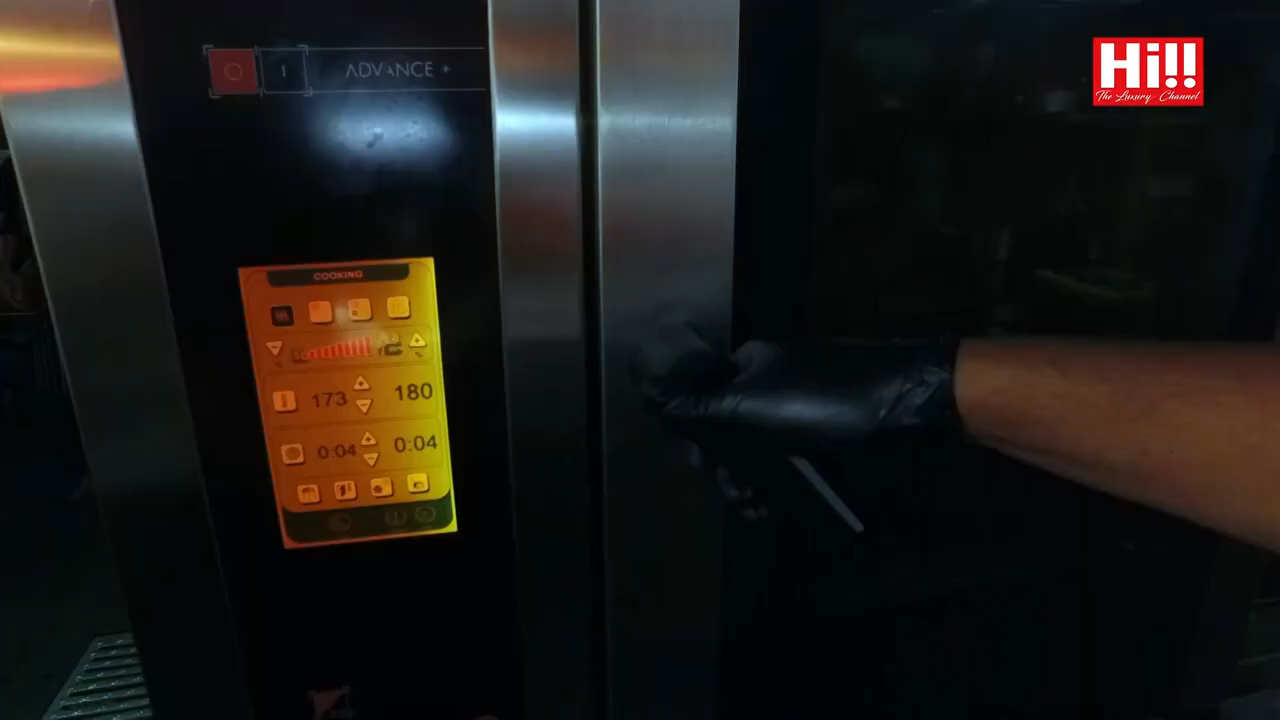 ADVANCE +
Hi!!
The Luxury Channel
COOKING
173 180
0:04 0:04